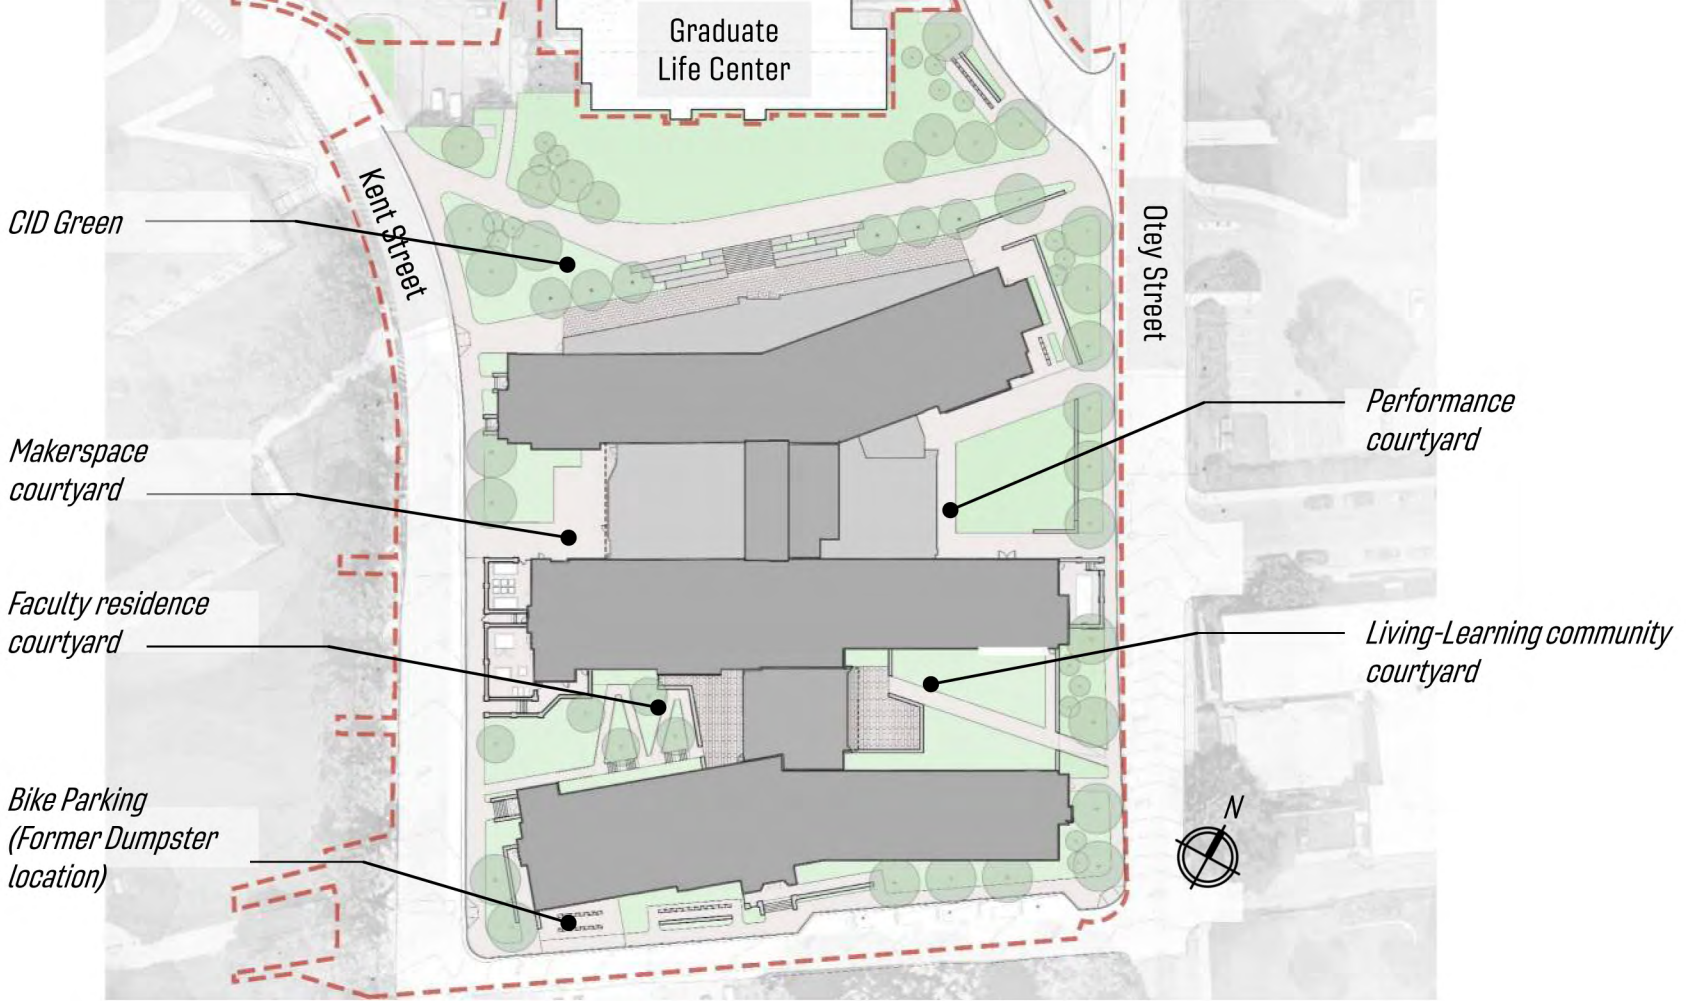 Graduate
Life Center
Kent Street
CID Green
Otey Street
Performance
courtyard
Makerspace
courtyard
Faculty residence
courtyard
Living-Learning community
courtyard
Bike Parking
(Former Dumpster
location)
N